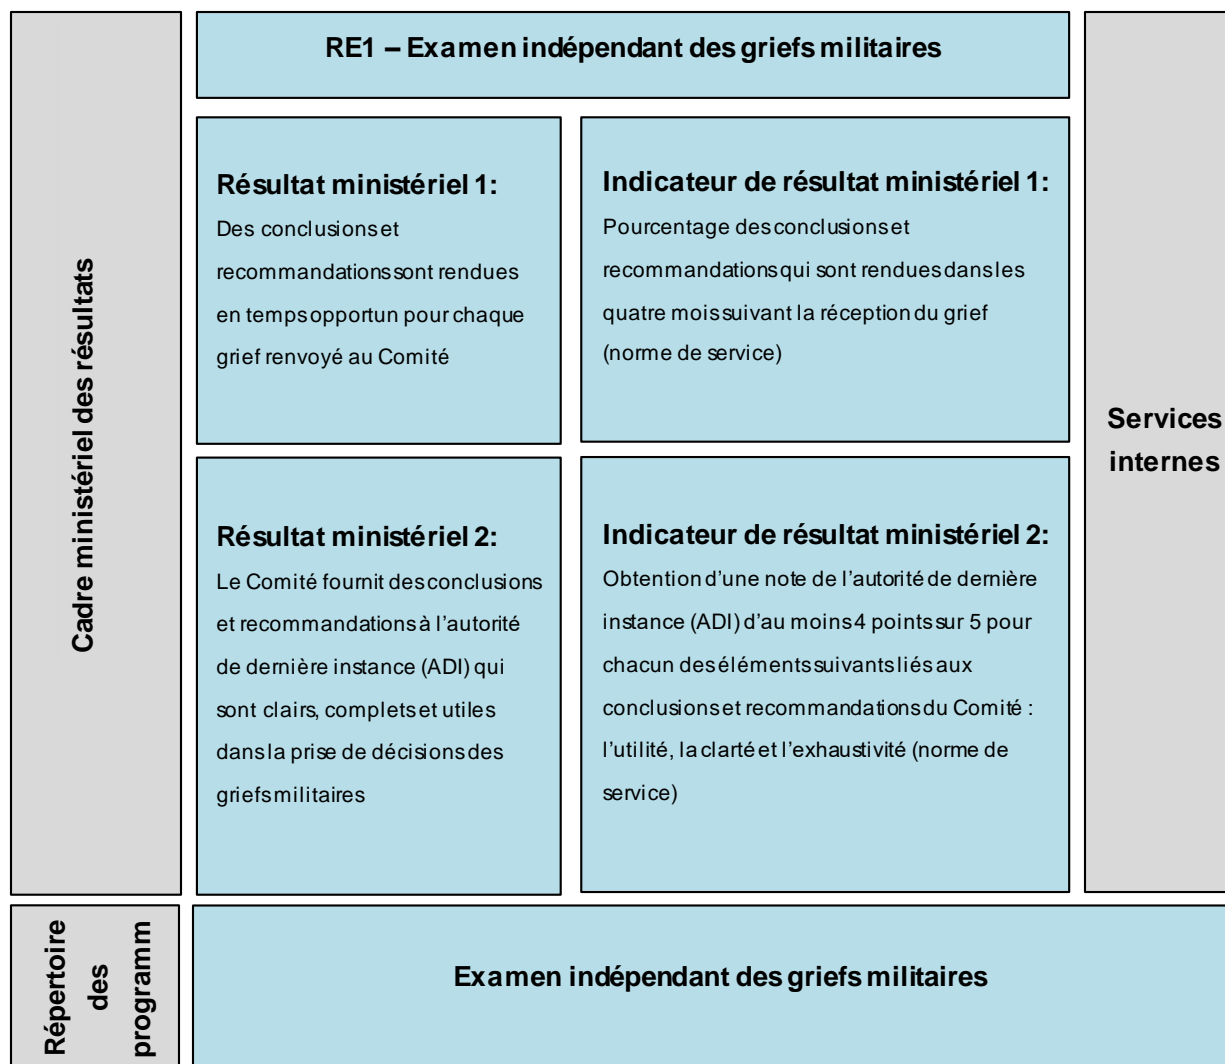 RE1 – Examen indépendant des griefs militaires
Cadre ministériel des résultats
Résultat ministériel 1:
Des conclusions et
recommandations sont rendues
en temps opportun pour chaque
grief renvoyé au Comité
Indicateur de résultat ministériel 1:
Pourcentage des conclusions et
recommandations qui sont rendues dans les
quatre mois suivant la réception du grief
(norme de service)
Services
internes
Résultat ministériel 2:
Le Comité fournit des conclusions
et recommandations à l'autorité
de dernière instance (ADI) qui
sont clairs, complets et utiles
dans la prise de décisions des
griefs militaires
Indicateur de résultat ministériel 2:
Obtention d'une note de l'autorité de dernière
instance (ADI) d'au moins 4 points sur 5 pour
chacun des éléments suivants liés aux
conclusions et recommandations du Comité :
l'utilité, la clarté et l'exhaustivité (norme de
service)
Répertoire
des
programm
Examen indépendant des griefs militaires